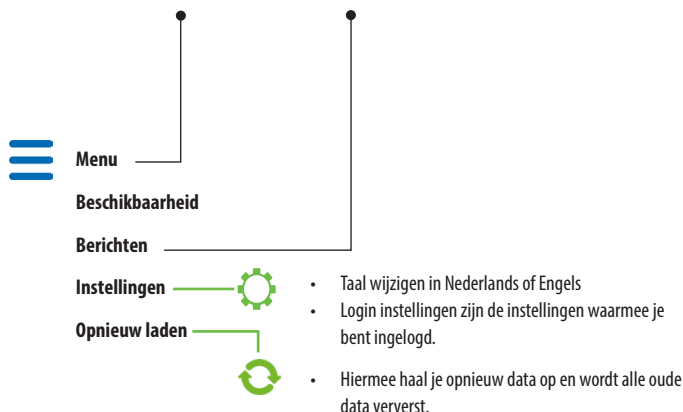 Menu
Beschikbaarheid
Berichten
Instellingen
• Taal wijzigen in Nederlands of Engels
• Login instellingen zijn de instellingen waarmee je
bent ingelogd.
Opnieuw laden
• Hiermee haal je opnieuw data op en wordt alle oude
data ververst.